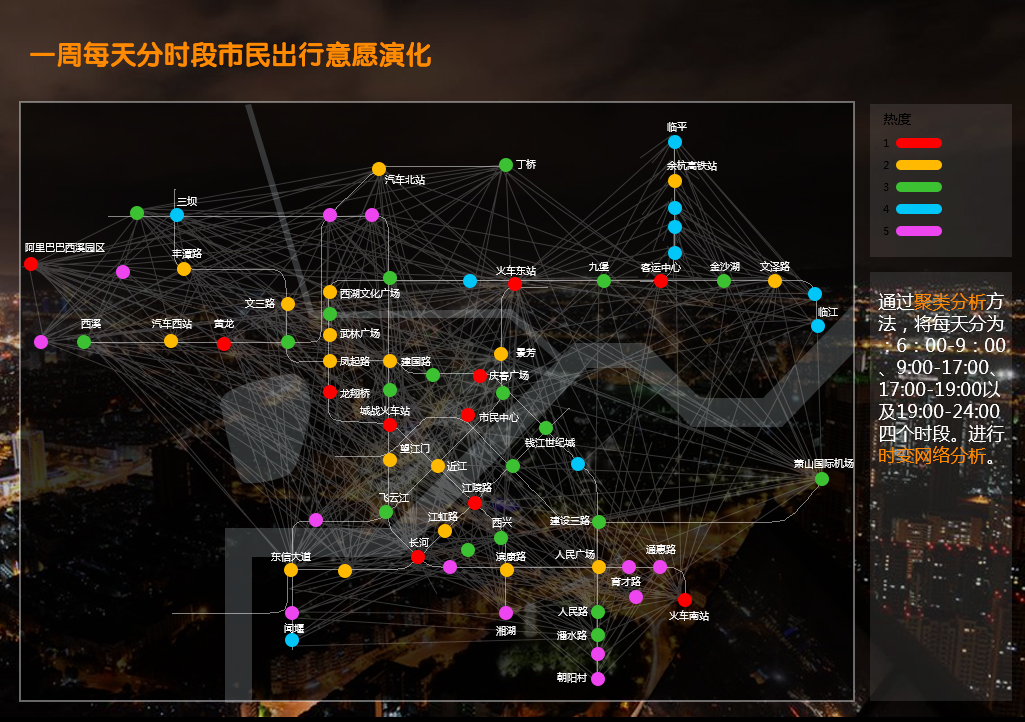 一周每天分时段市民出行意愿演化
热度
1
2
3
4
5
临平
余杭高铁站
丁桥
汽车北站
三坝
阿里巴巴西溪园区
丰潭路
文三路
西湖文化广场
火车东站
九堡
客运中心
金沙湖
文泽路
临江
西溪
汽车西站
黄龙
武林广场
凤起路
建国路
景芳
庆春广场
龙翔桥
城战火车站
市民中心
望江门
钱江世纪城
近江
萧山国际机场
飞云江
江陵路
江虹路
西兴
建设三路
长河
滨康路
东信大道
人民广场
通惠路
育才路
人民路
火车南站
湘湖
闻堰
潘水路
朝阳村
通过聚类分析方
法，将每天分为
：6：00-9：00
、9:00-17:00、
17:00-19:00以
及19:00-24:00
四个时段。进行
时变网络分析。